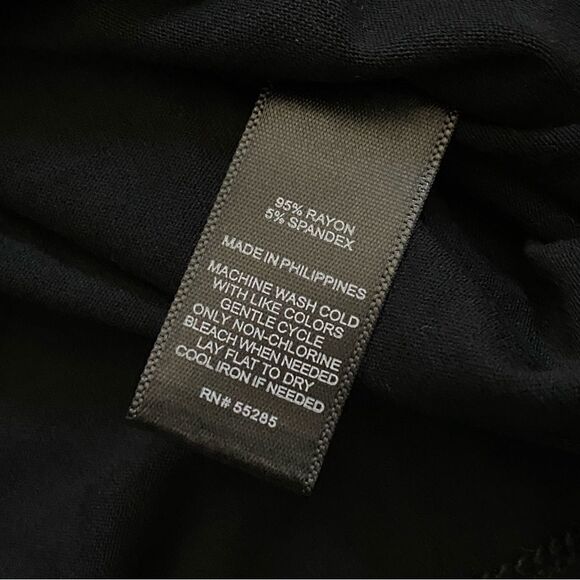 95% RAYON
5% SPANDEX
MADE IN PHILIPPINES
MACHINE WASH COLD
WITH LIKE COLORS
GENTLE CYCLE
ONLY NON-CHLORINE
BLEACH WHEN NEEDED
LAY FLAT TO DRY
COOL IRON IF NEEDED
RN# 55285